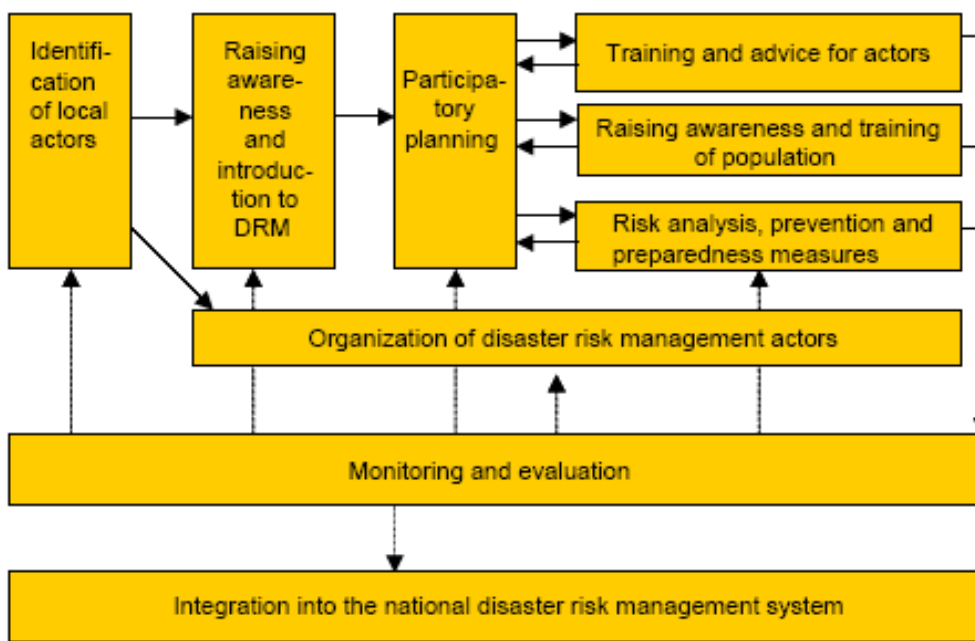 Identifi-
cation
of local
actors
Raising
aware-
ness
and
introduc-
tion to
DRM
Participa-
tory
planning
Training and advice for actors
Raising awareness and training
of population
Risk analysis, prevention and
preparedness measures
Organization of disaster risk management actors
Monitoring and evaluation
Integration into the national disaster risk management system